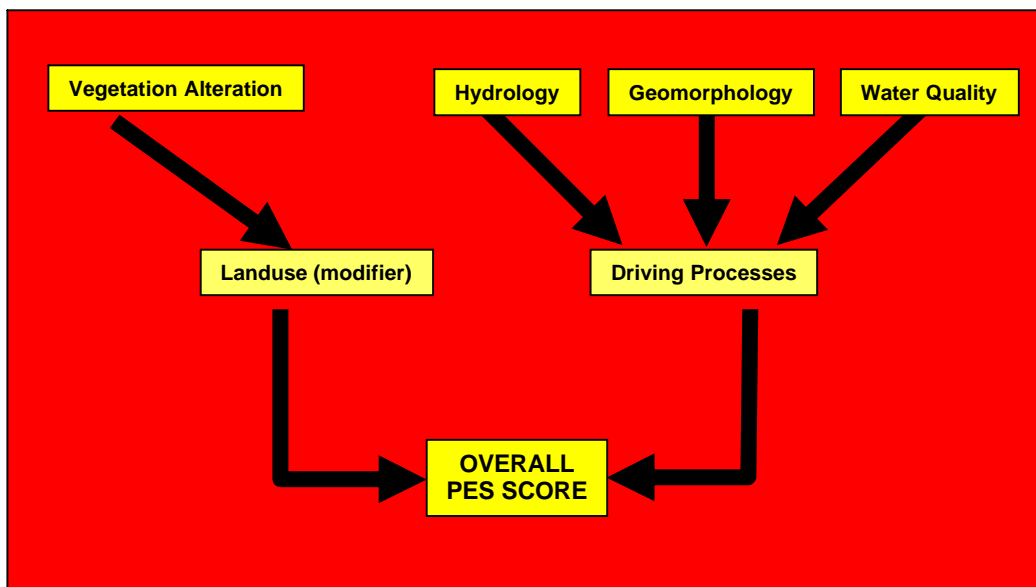 Vegetation Alteration
Hydrology
Geomorphology
Water Quality
Landuse (modifier)
Driving Processes
OVERALL
PES SCORE